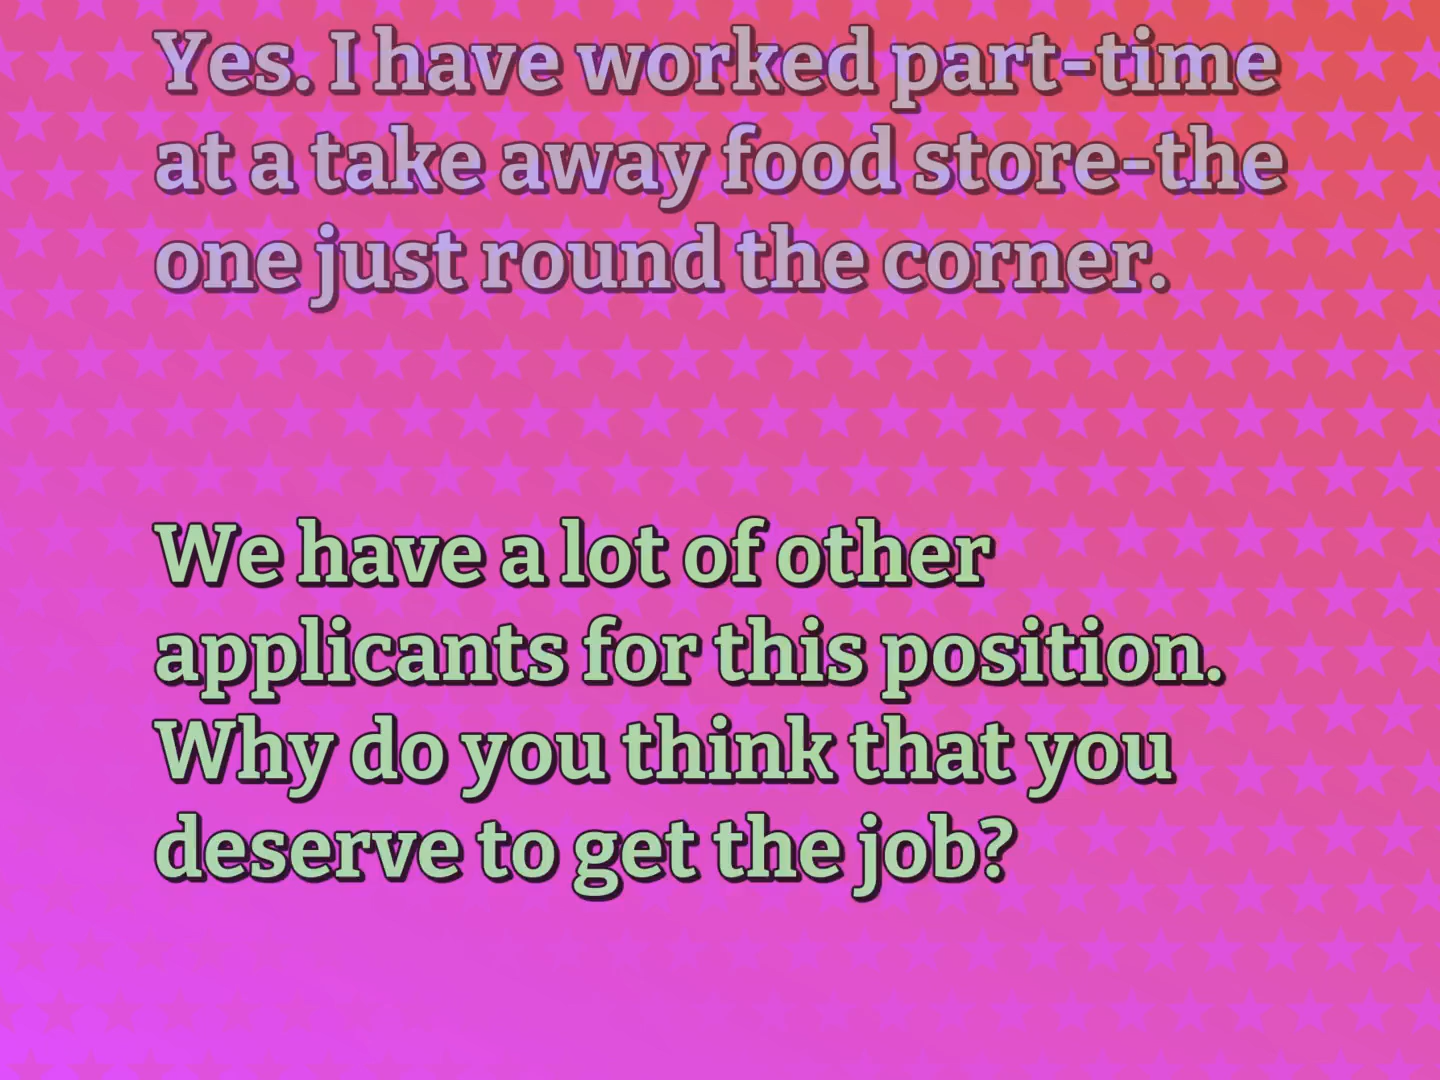 Yes. I have worked part-time
at a take away food store-the
one just round the corner.
We have a lot of other
applicants for this position.
Why do you think that you
deserve to get the job?